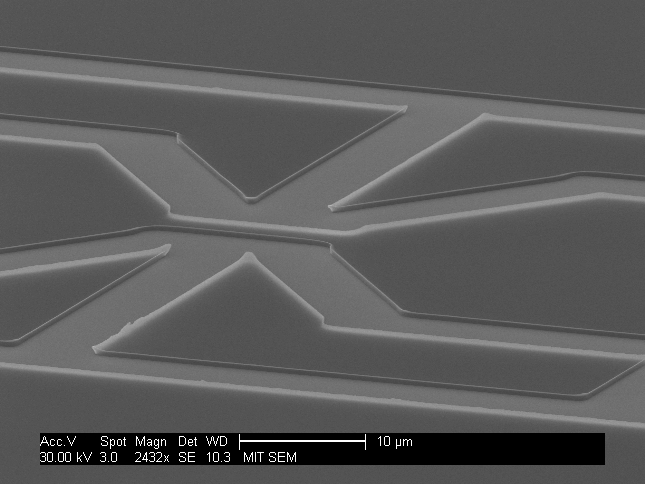 Acc.V Spot Magn Det WD 10 µm
30.00 kV 3.0 2432x SE 10.3 MIT SEM